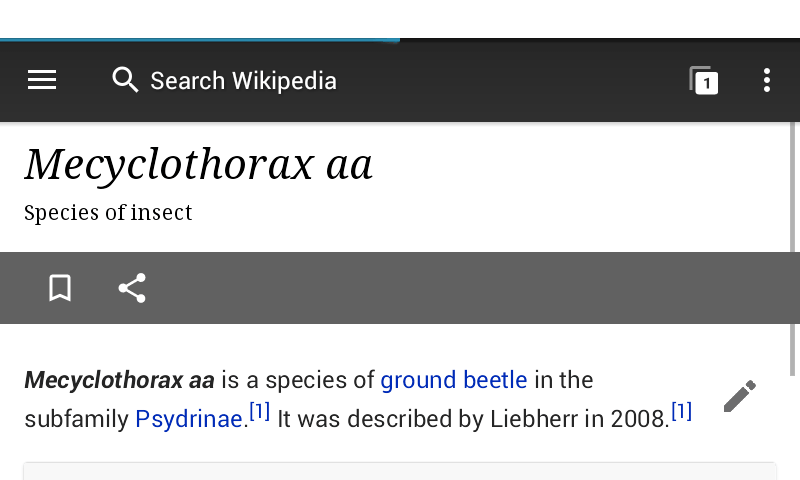 Search Wikipedia
1
Mecyclothorax aa
Species of insect
Mecyclothorax aa is a species of ground beetle in the
subfamily Psydrinae.[1] It was described by Liebherr in 2008.[1]